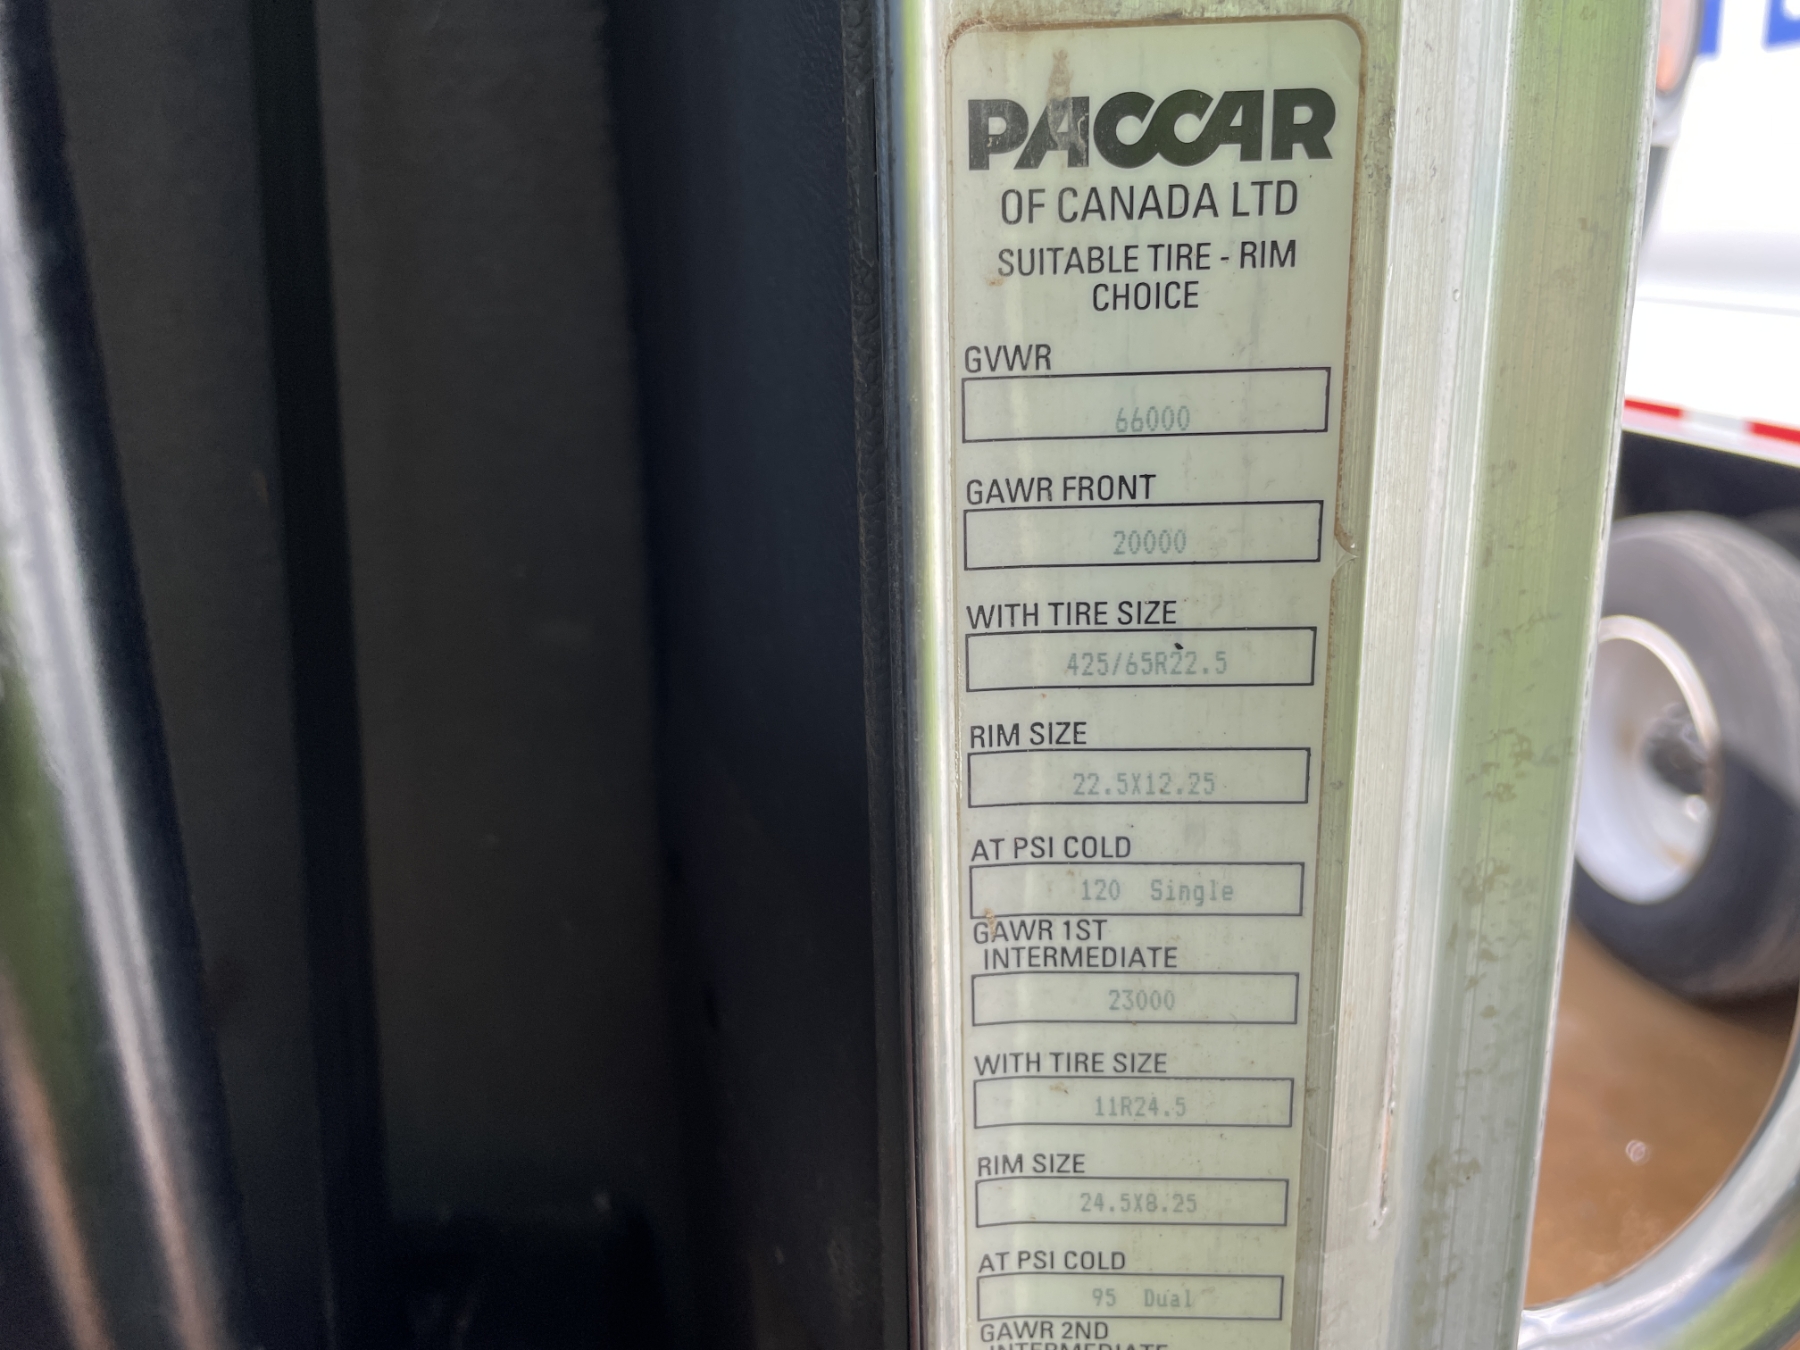 PACCAR
OF CANADA LTD
SUITABLE TIRE - RIM
CHOICE
GVWR
66000
GAWR FRONT
20000
WITH TIRE SIZE
425/65R22.5
RIM SIZE
22.5X12.25
AT PSI COLD
120 Single
GAWR 1ST
INTERMEDIATE
23000
WITH TIRE SIZE
11R24.5
RIM SIZE
24.5X8.25
AT PSI COLD
95 Dual
GAWR 2ND
INTERMEDIATE